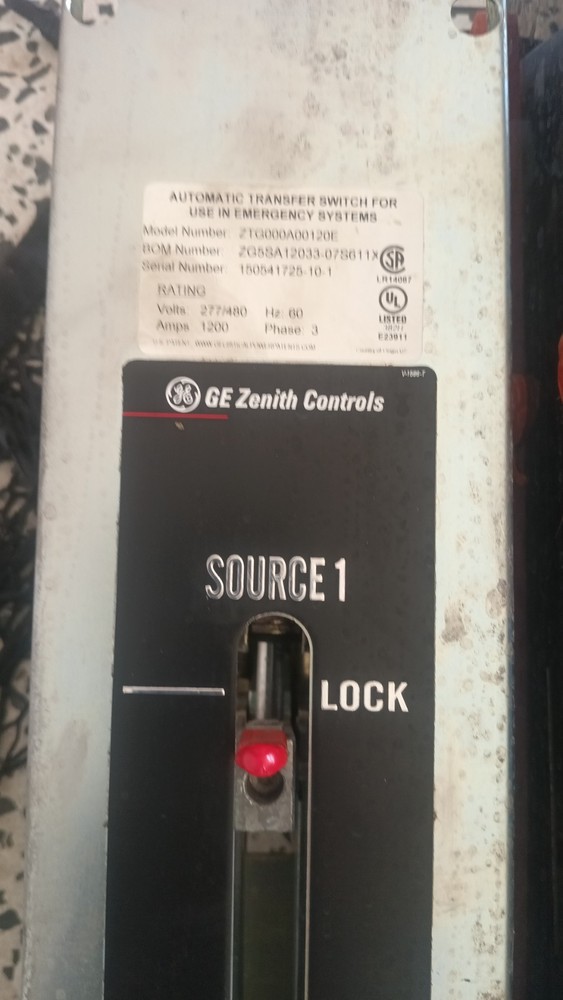 AUTOMATIC TRANSFER SWITCH FOR
USE IN EMERGENCY SYSTEMS
Model Number: ZTG000A00120E
BOM Number: ZG5SA12033-07S611X
Serial Number: 150541725-10-1
SA
LR14087
RATING
Volts: 277/480 Hz: 60
Amps: 1200 Phase: 3
UL
LISTED
E23911
GE Zenith Controls
SOURCE 1
LOCK